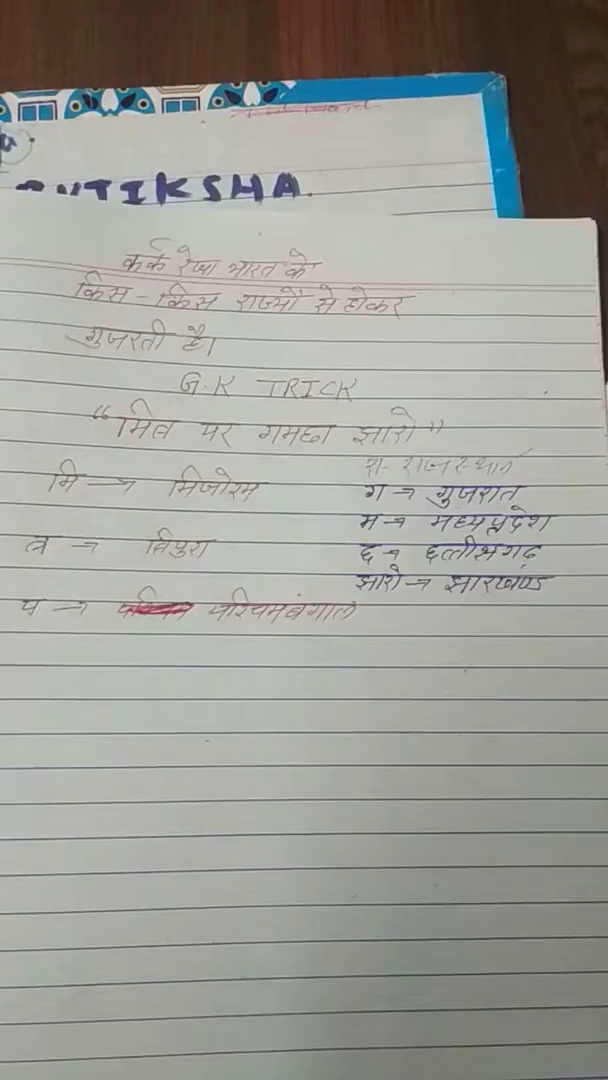 TIKSHA
कर्क रेखा भारत के
किस-किस राज्यों से होकर
गुजरती है।
G.K TRICK
"मित्र पर गमछा झारो"
मि → मिजोरम
त्र → त्रिपुरा
प → पश्चिमबंगाल
रा- राजस्थान
ग → गुजरात
म → मध्यप्रदेश
छ → छत्तीसगढ़
झारो → झारखण्ड